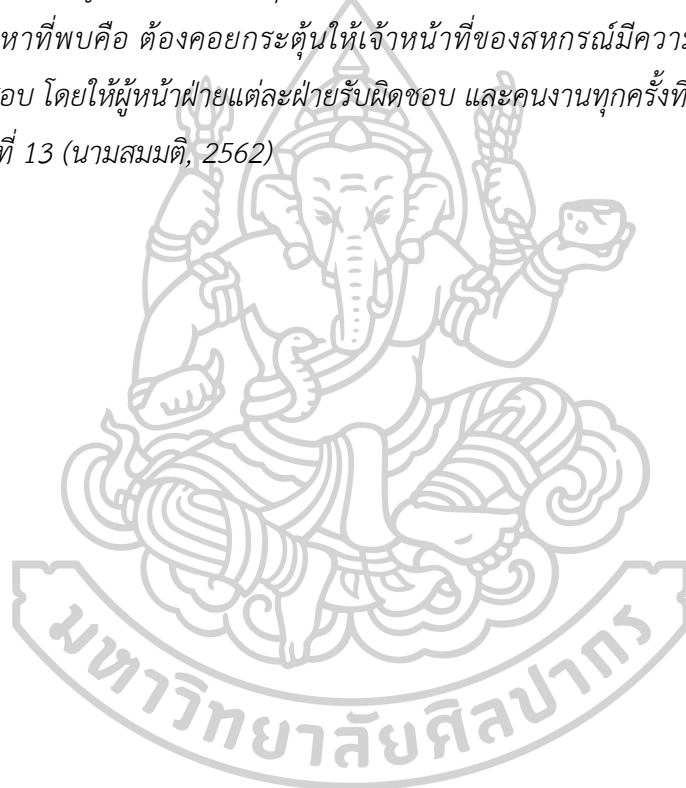 หาที่พบคือ ต้องคอยกระตุ้นให้เจ้าหน้าที่ของสหกรณ์มีควา
อบ โดยให้ผู้หน้าฝ่ายแต่ละฝ่ายรับผิดชอบ และคนงานทุกครั้งที
ที่ 13 (นามสมมติ, 2562)
มหาวิทยาลัยศิลปากร